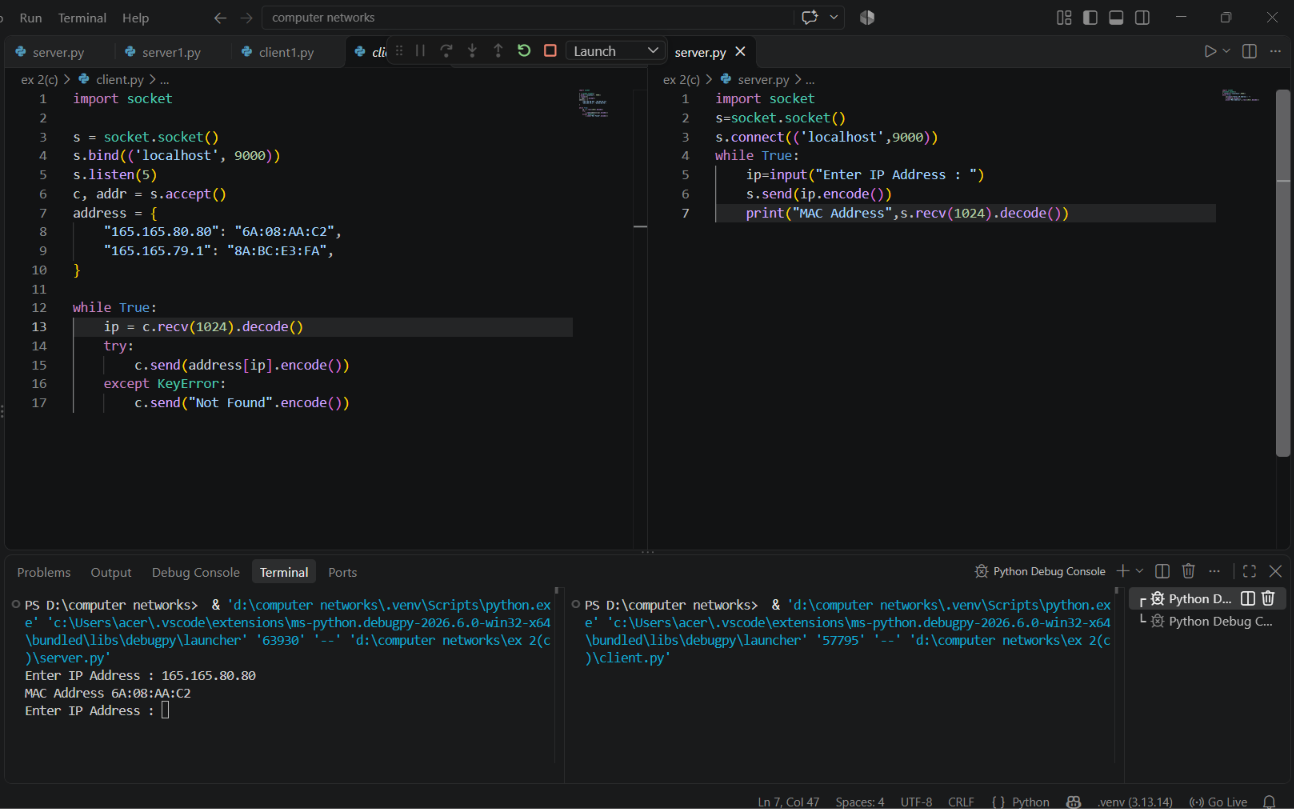 Run Terminal Help computer networks
server.py server1.py client1.py cli Launch server.py
ex 2(c) > client.py > ...
1 import socket
2
3 s = socket.socket()
4 s.bind(('localhost', 9000))
5 s.listen(5)
6 c, addr = s.accept()
7 address = {
8 "165.165.80.80": "6A:08:AA:C2",
9 "165.165.79.1": "8A:BC:E3:FA",
10 }
11
12 while True:
13 ip = c.recv(1024).decode()
14 try:
15 c.send(address[ip].encode())
16 except KeyError:
17 c.send("Not Found".encode())
ex 2(c) > server.py > ...
1 import socket
2 s=socket.socket()
3 s.connect(('localhost',9000))
4 while True:
5 ip=input("Enter IP Address : ")
6 s.send(ip.encode())
7 print("MAC Address",s.recv(1024).decode())
Problems Output Debug Console Terminal Ports Python Debug Console
PS D:\computer networks> & 'd:\computer networks\.venv\Scripts\python.ex
e' 'c:\Users\acer\.vscode\extensions\ms-python.debugpy-2026.6.0-win32-x64
\bundled\libs\debugpy\launcher' '63930' '--' 'd:\computer networks\ex 2(c
)\server.py'
Enter IP Address : 165.165.80.80
MAC Address 6A:08:AA:C2
Enter IP Address :
PS D:\computer networks> & 'd:\computer networks\.venv\Scripts\python.ex
e' 'c:\Users\acer\.vscode\extensions\ms-python.debugpy-2026.6.0-win32-x64
\bundled\libs\debugpy\launcher' '57795' '--' 'd:\computer networks\ex 2(c
)\client.py'
Python D...
Python Debug C...
Ln 7, Col 47 Spaces: 4 UTF-8 CRLF { } Python .venv (3.13.14) Go Live